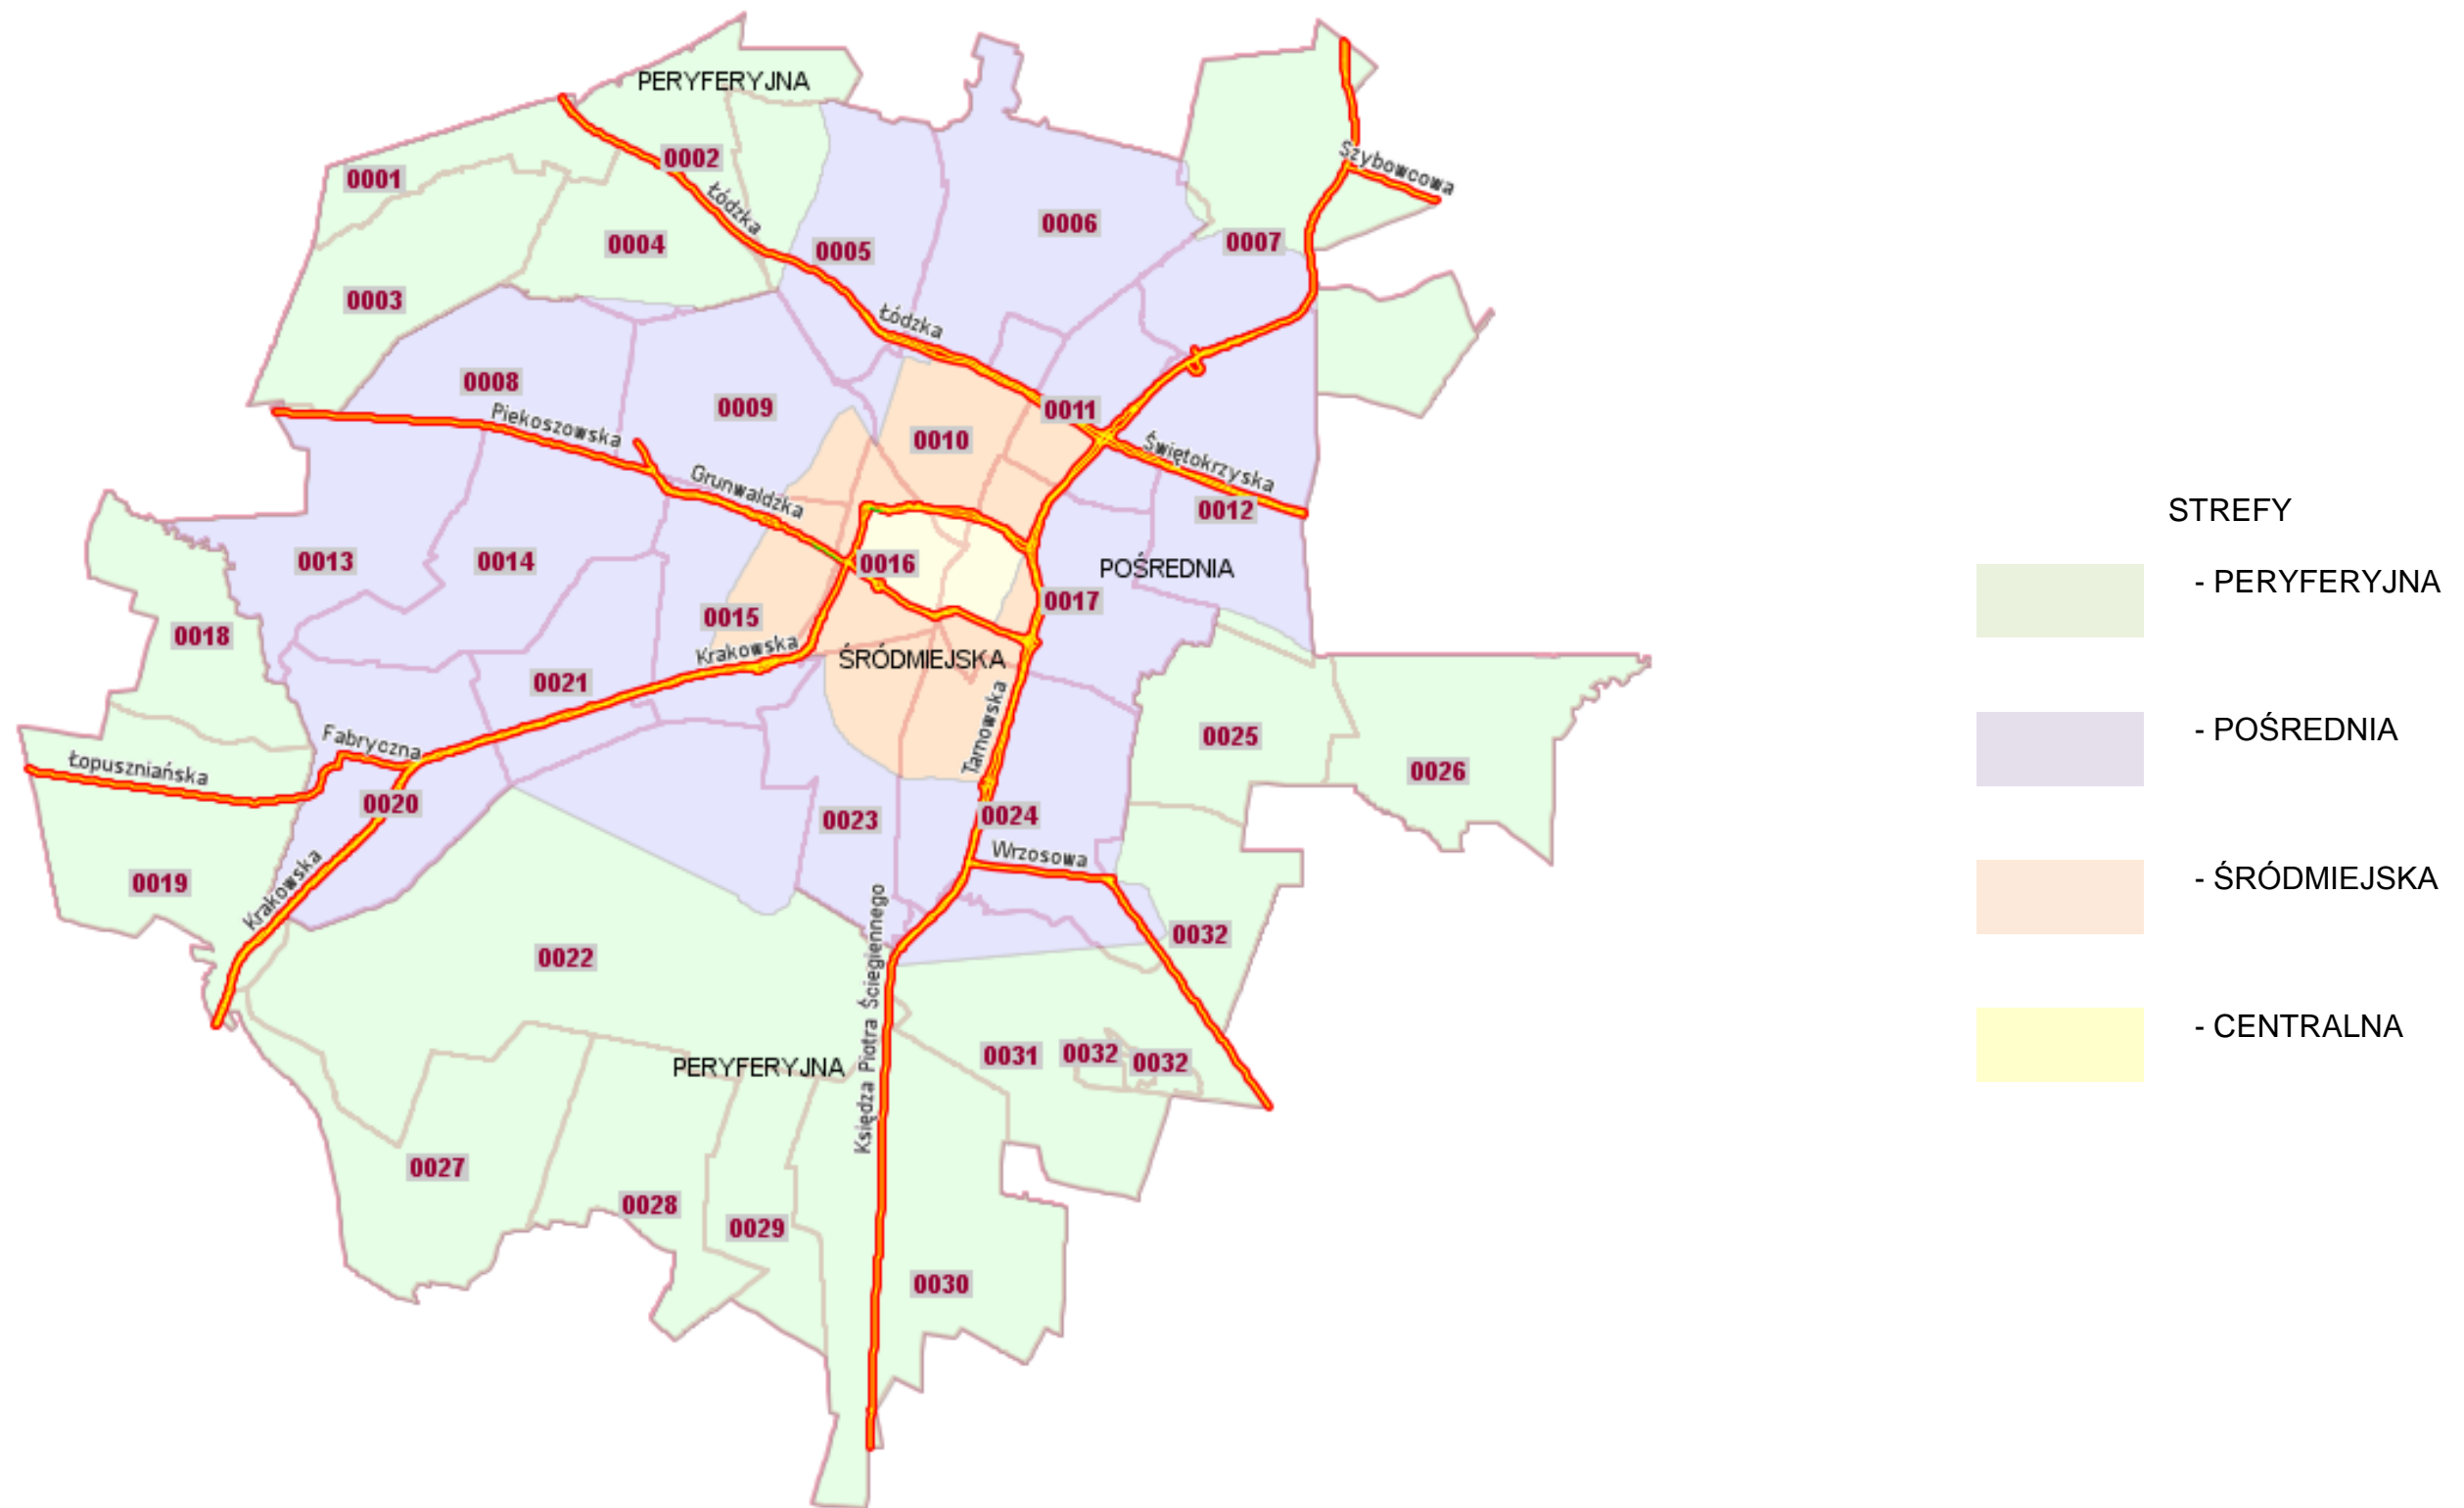 PERYFERYJNA
0002
0001
Łódzka
Szybowcowa
0004
0005
0006
0007
0003
Łódzka
0008
0009
0010
0011
Piekoszowska
Grunwaldzka
Świętokrzyska
0012
0013
0014
0016
POŚREDNIA
0015
0017
0018
Krakowska
ŚRÓDMIEJSKA
0021
Tarnowska
0025
0026
Fabryczna
Łopuszniańska
0020
0023
0024
Wrzosowa
0019
Krakowska
0022
0032
Księdza Piotra Ściegiennego
PERYFERYJNA
0031
0032
0032
0027
0028
0029
0030
STREFY
- PERYFERYJNA
- POŚREDNIA
- ŚRÓDMIEJSKA
- CENTRALNA